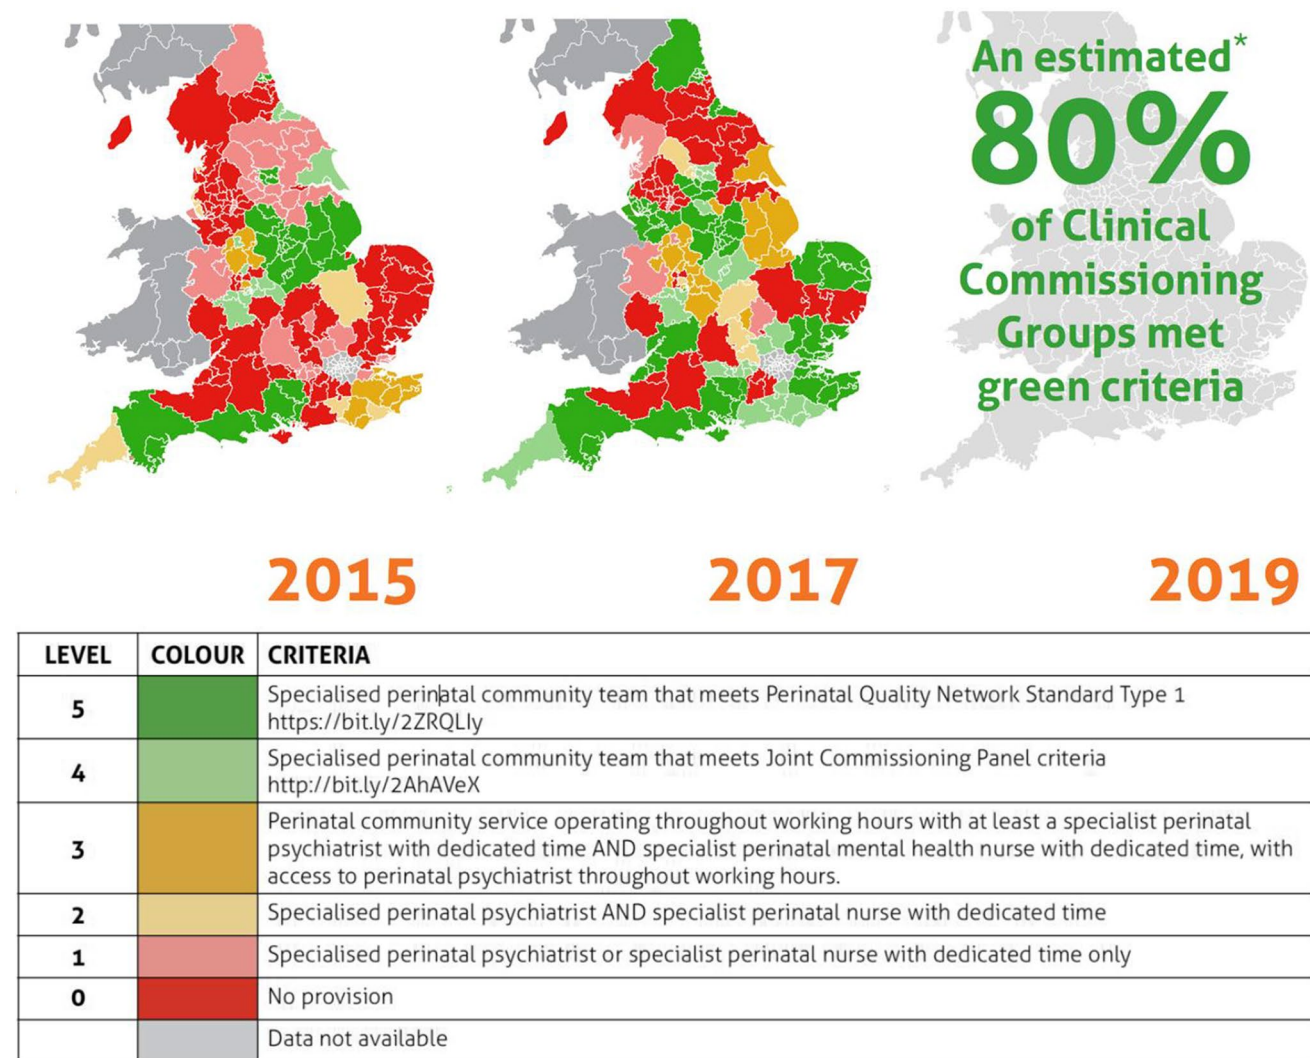 An estimated*
80%
of Clinical
Commissioning
Groups met
green criteria
2015
2017
2019
LEVEL COLOUR CRITERIA
5 Specialised perinatal community team that meets Perinatal Quality Network Standard Type 1
https://bit.ly/2ZRQLIy
4 Specialised perinatal community team that meets Joint Commissioning Panel criteria
http://bit.ly/2AhAVeX
3 Perinatal community service operating throughout working hours with at least a specialist perinatal
psychiatrist with dedicated time AND specialist perinatal mental health nurse with dedicated time, with
access to perinatal psychiatrist throughout working hours.
2 Specialised perinatal psychiatrist AND specialist perinatal nurse with dedicated time
1 Specialised perinatal psychiatrist or specialist perinatal nurse with dedicated time only
0 No provision
Data not available